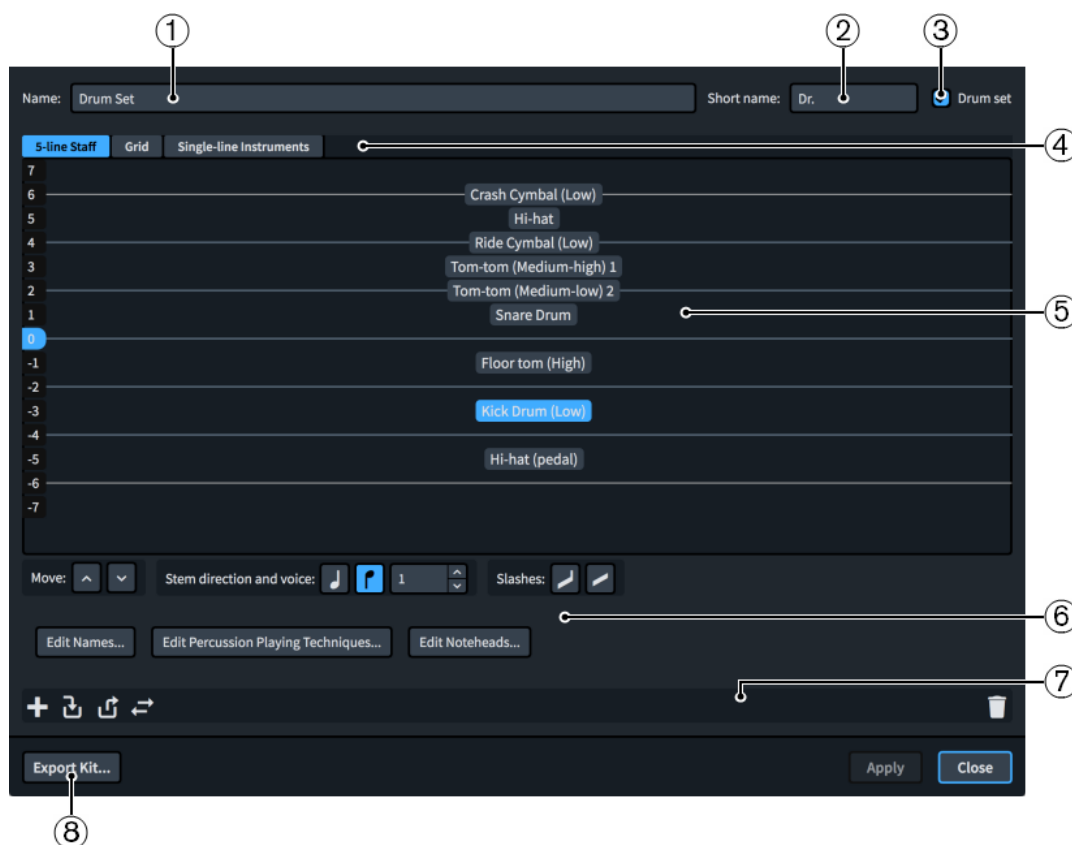 ① ② ③
Name: Drum Set Short name: Dr. Drum set
5-line Staff Grid Single-line Instruments ④
7
6 Crash Cymbal (Low)
5 Hi-hat
4 Ride Cymbal (Low)
3 Tom-tom (Medium-high) 1
2 Tom-tom (Medium-low) 2
1 Snare Drum ⑤
0
-1 Floor tom (High)
-2
-3 Kick Drum (Low)
-4
-5 Hi-hat (pedal)
-6
-7
Move: Stem direction and voice: 1 Slashes:
⑥
Edit Names... Edit Percussion Playing Techniques... Edit Noteheads...
⑦
Export Kit... Apply Close
⑧